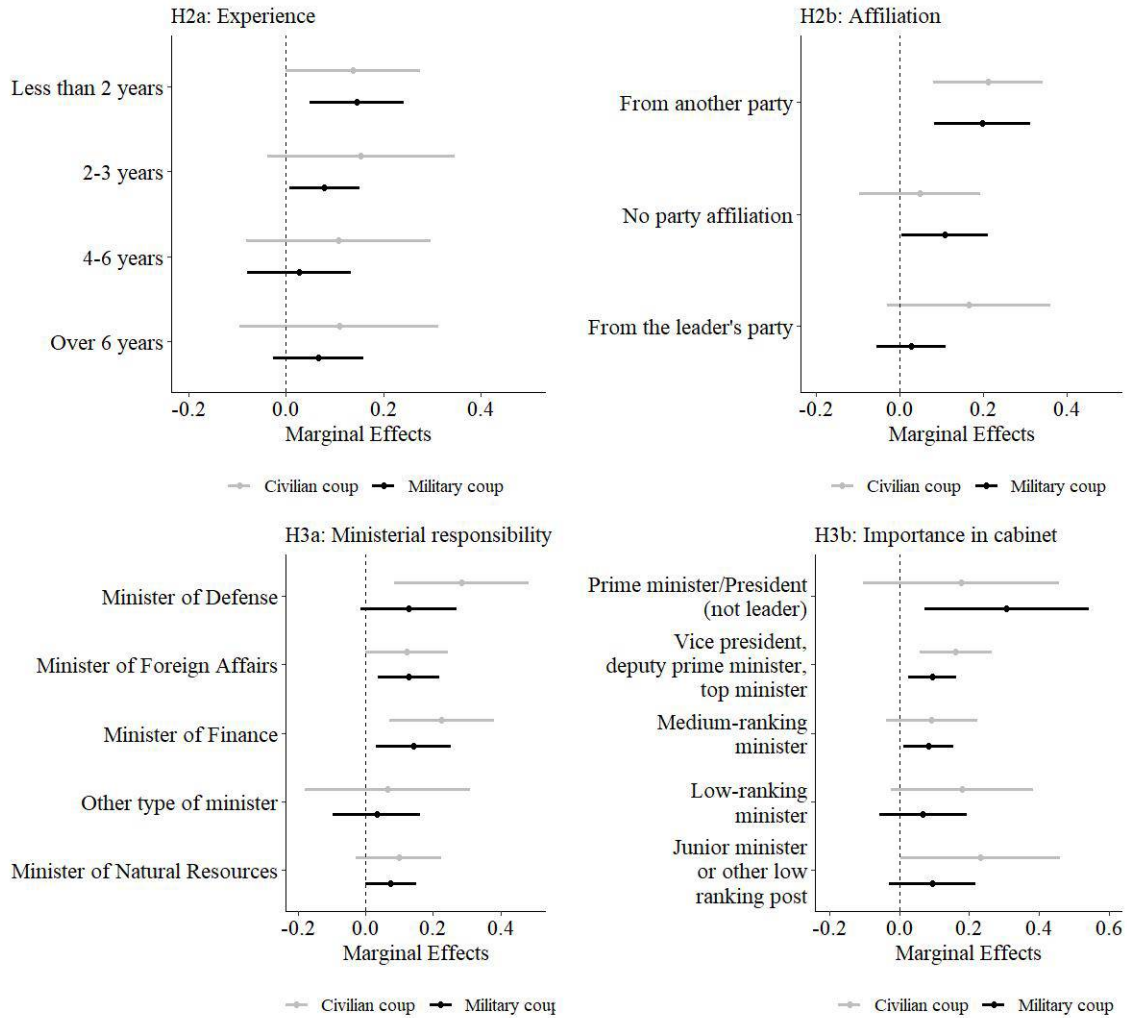 H2a: Experience
Less than 2 years
2-3 years
4-6 years
Over 6 years
-0.2 0.0 0.2 0.4
Marginal Effects
Civilian coup Military coup
H2b: Affiliation
From another party
No party affiliation
From the leader's party
-0.2 0.0 0.2 0.4
Marginal Effects
Civilian coup Military coup
H3a: Ministerial responsibility
Minister of Defense
Minister of Foreign Affairs
Minister of Finance
Other type of minister
Minister of Natural Resources
-0.2 0.0 0.2 0.4
Marginal Effects
Civilian coup Military coup
H3b: Importance in cabinet
Prime minister/President
(not leader)
Vice president,
deputy prime minister,
top minister
Medium-ranking
minister
Low-ranking
minister
Junior minister
or other low
ranking post
-0.2 0.0 0.2 0.4 0.6
Marginal Effects
Civilian coup Military coup